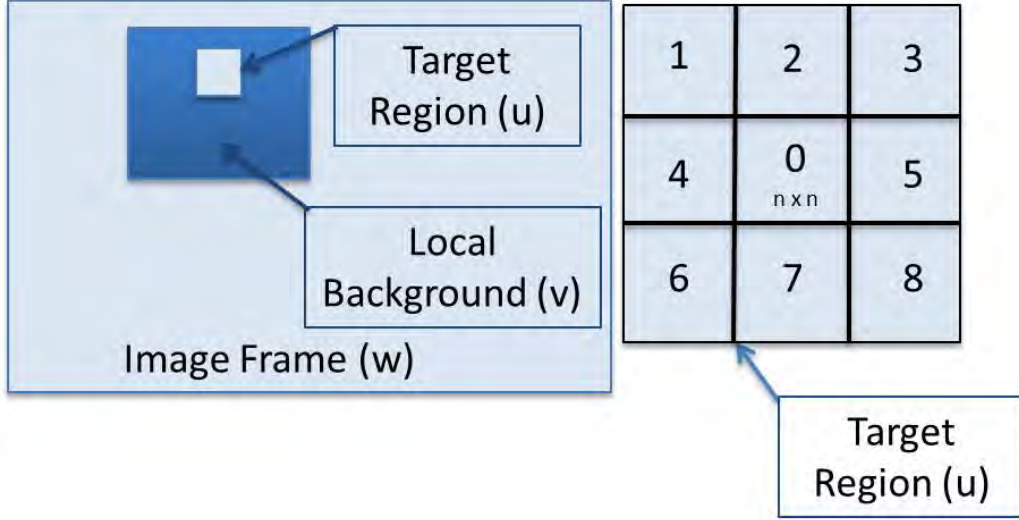 Target
Region (u)
Local
Background (v)
Image Frame (w)
1 2 3
4 0 5
n x n
6 7 8
Target
Region (u)